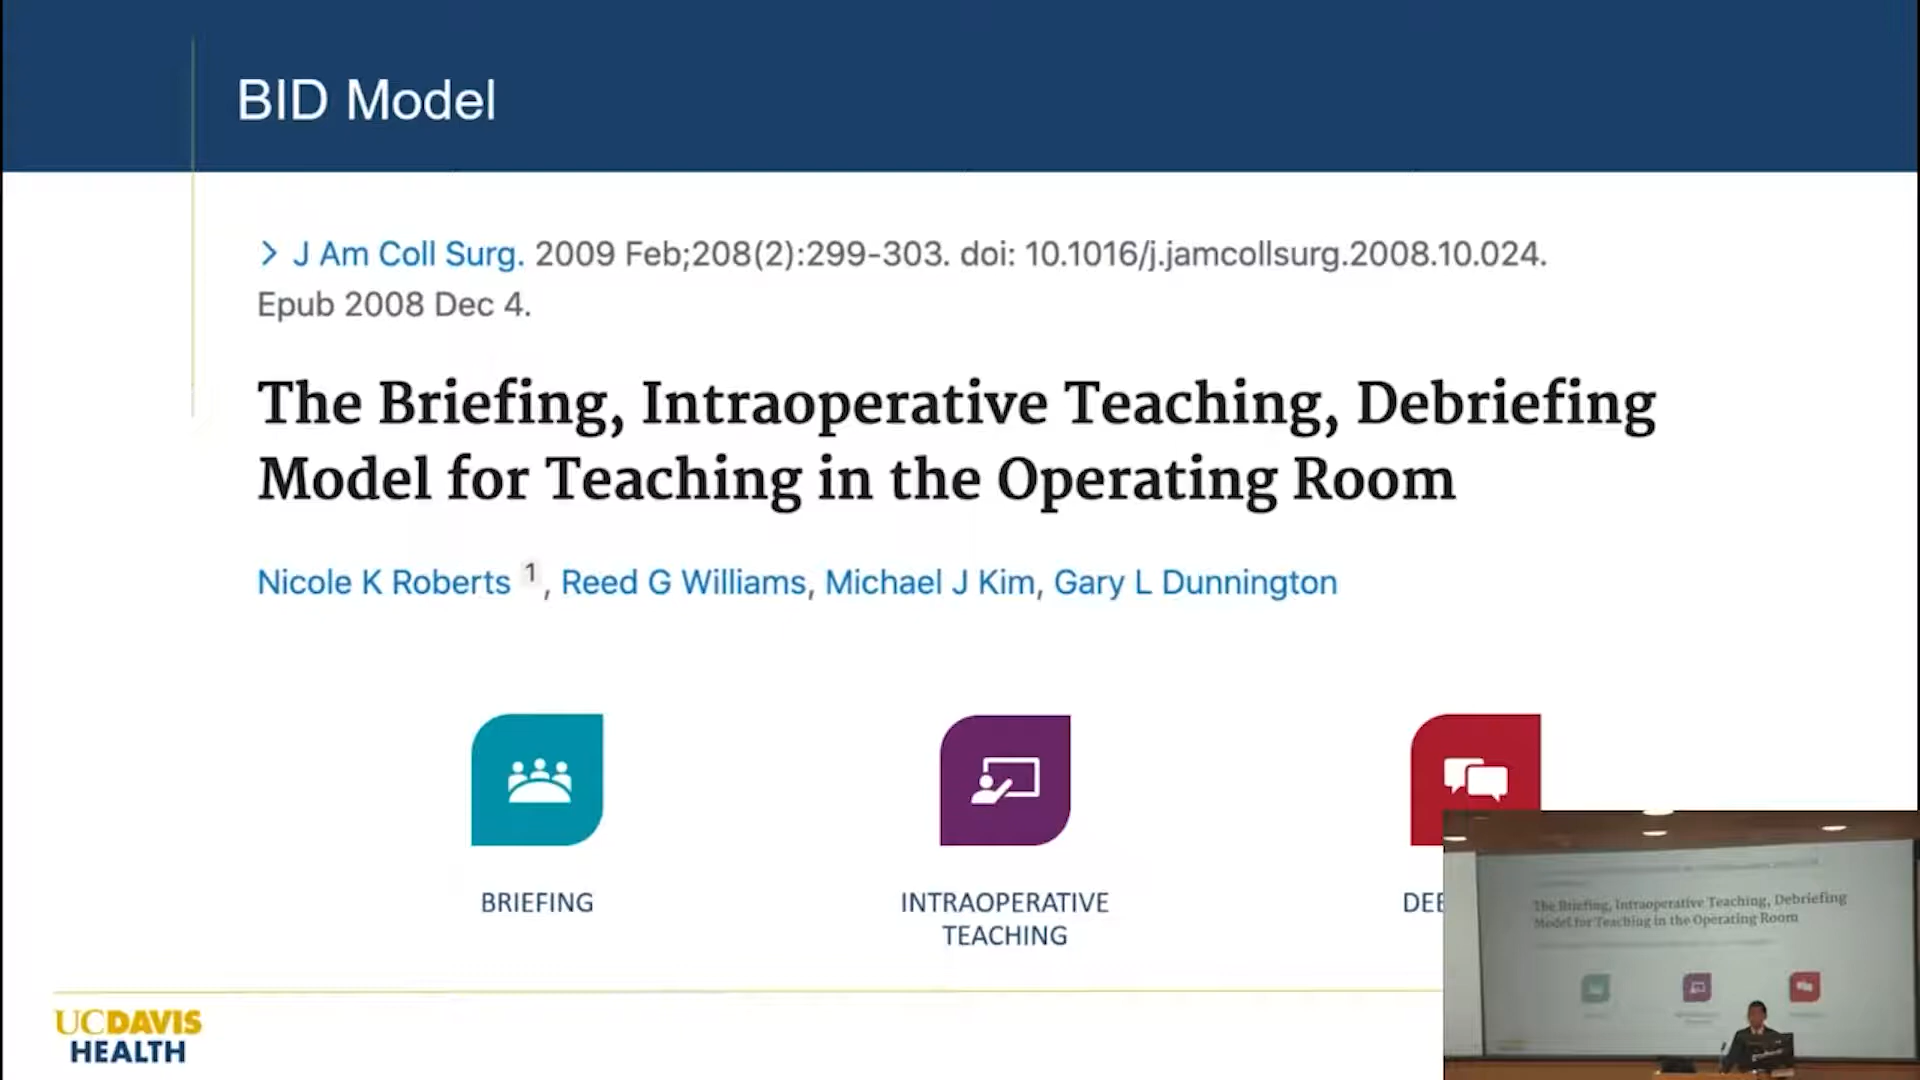 BID Model
> J Am Coll Surg. 2009 Feb;208(2):299-303. doi: 10.1016/j.jamcollsurg.2008.10.024.
Epub 2008 Dec 4.
The Briefing, Intraoperative Teaching, Debriefing
Model for Teaching in the Operating Room
Nicole K Roberts 1, Reed G Williams, Michael J Kim, Gary L Dunnington
BRIEFING
INTRAOPERATIVE
TEACHING
DEE
UCDAVIS
HEALTH
The Briefing, Intraoperative Teaching, Debriefing
Model for Teaching in the Operating Room